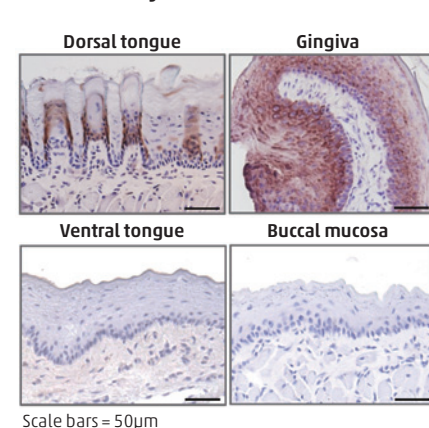 Dorsal tongue
Gingiva
Ventral tongue
Buccal mucosa
Scale bars = 50µm